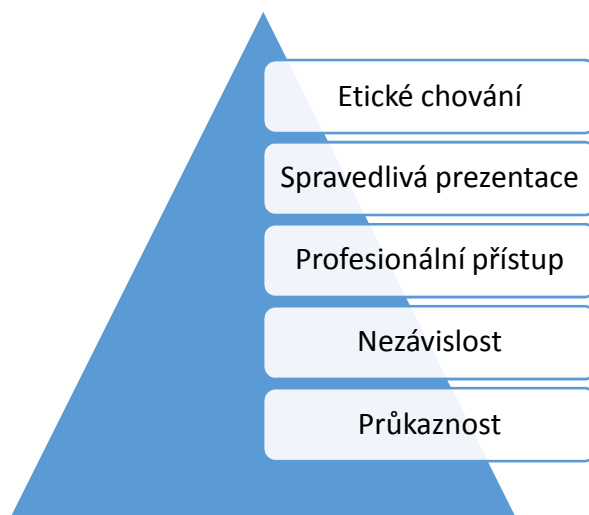 Etické chování
Spravedlivá prezentace
Profesionální přístup
Nezávislost
Průkaznost